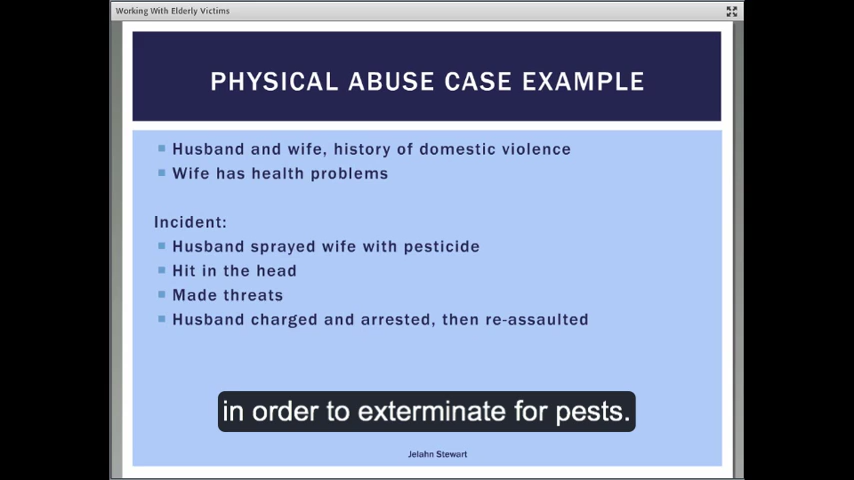 Working With Elderly Victims
PHYSICAL ABUSE CASE EXAMPLE
Husband and wife, history of domestic violence
Wife has health problems
Incident:
Husband sprayed wife with pesticide
Hit in the head
Made threats
Husband charged and arrested, then re-assaulted
in order to exterminate for pests.
Jelahn Stewart